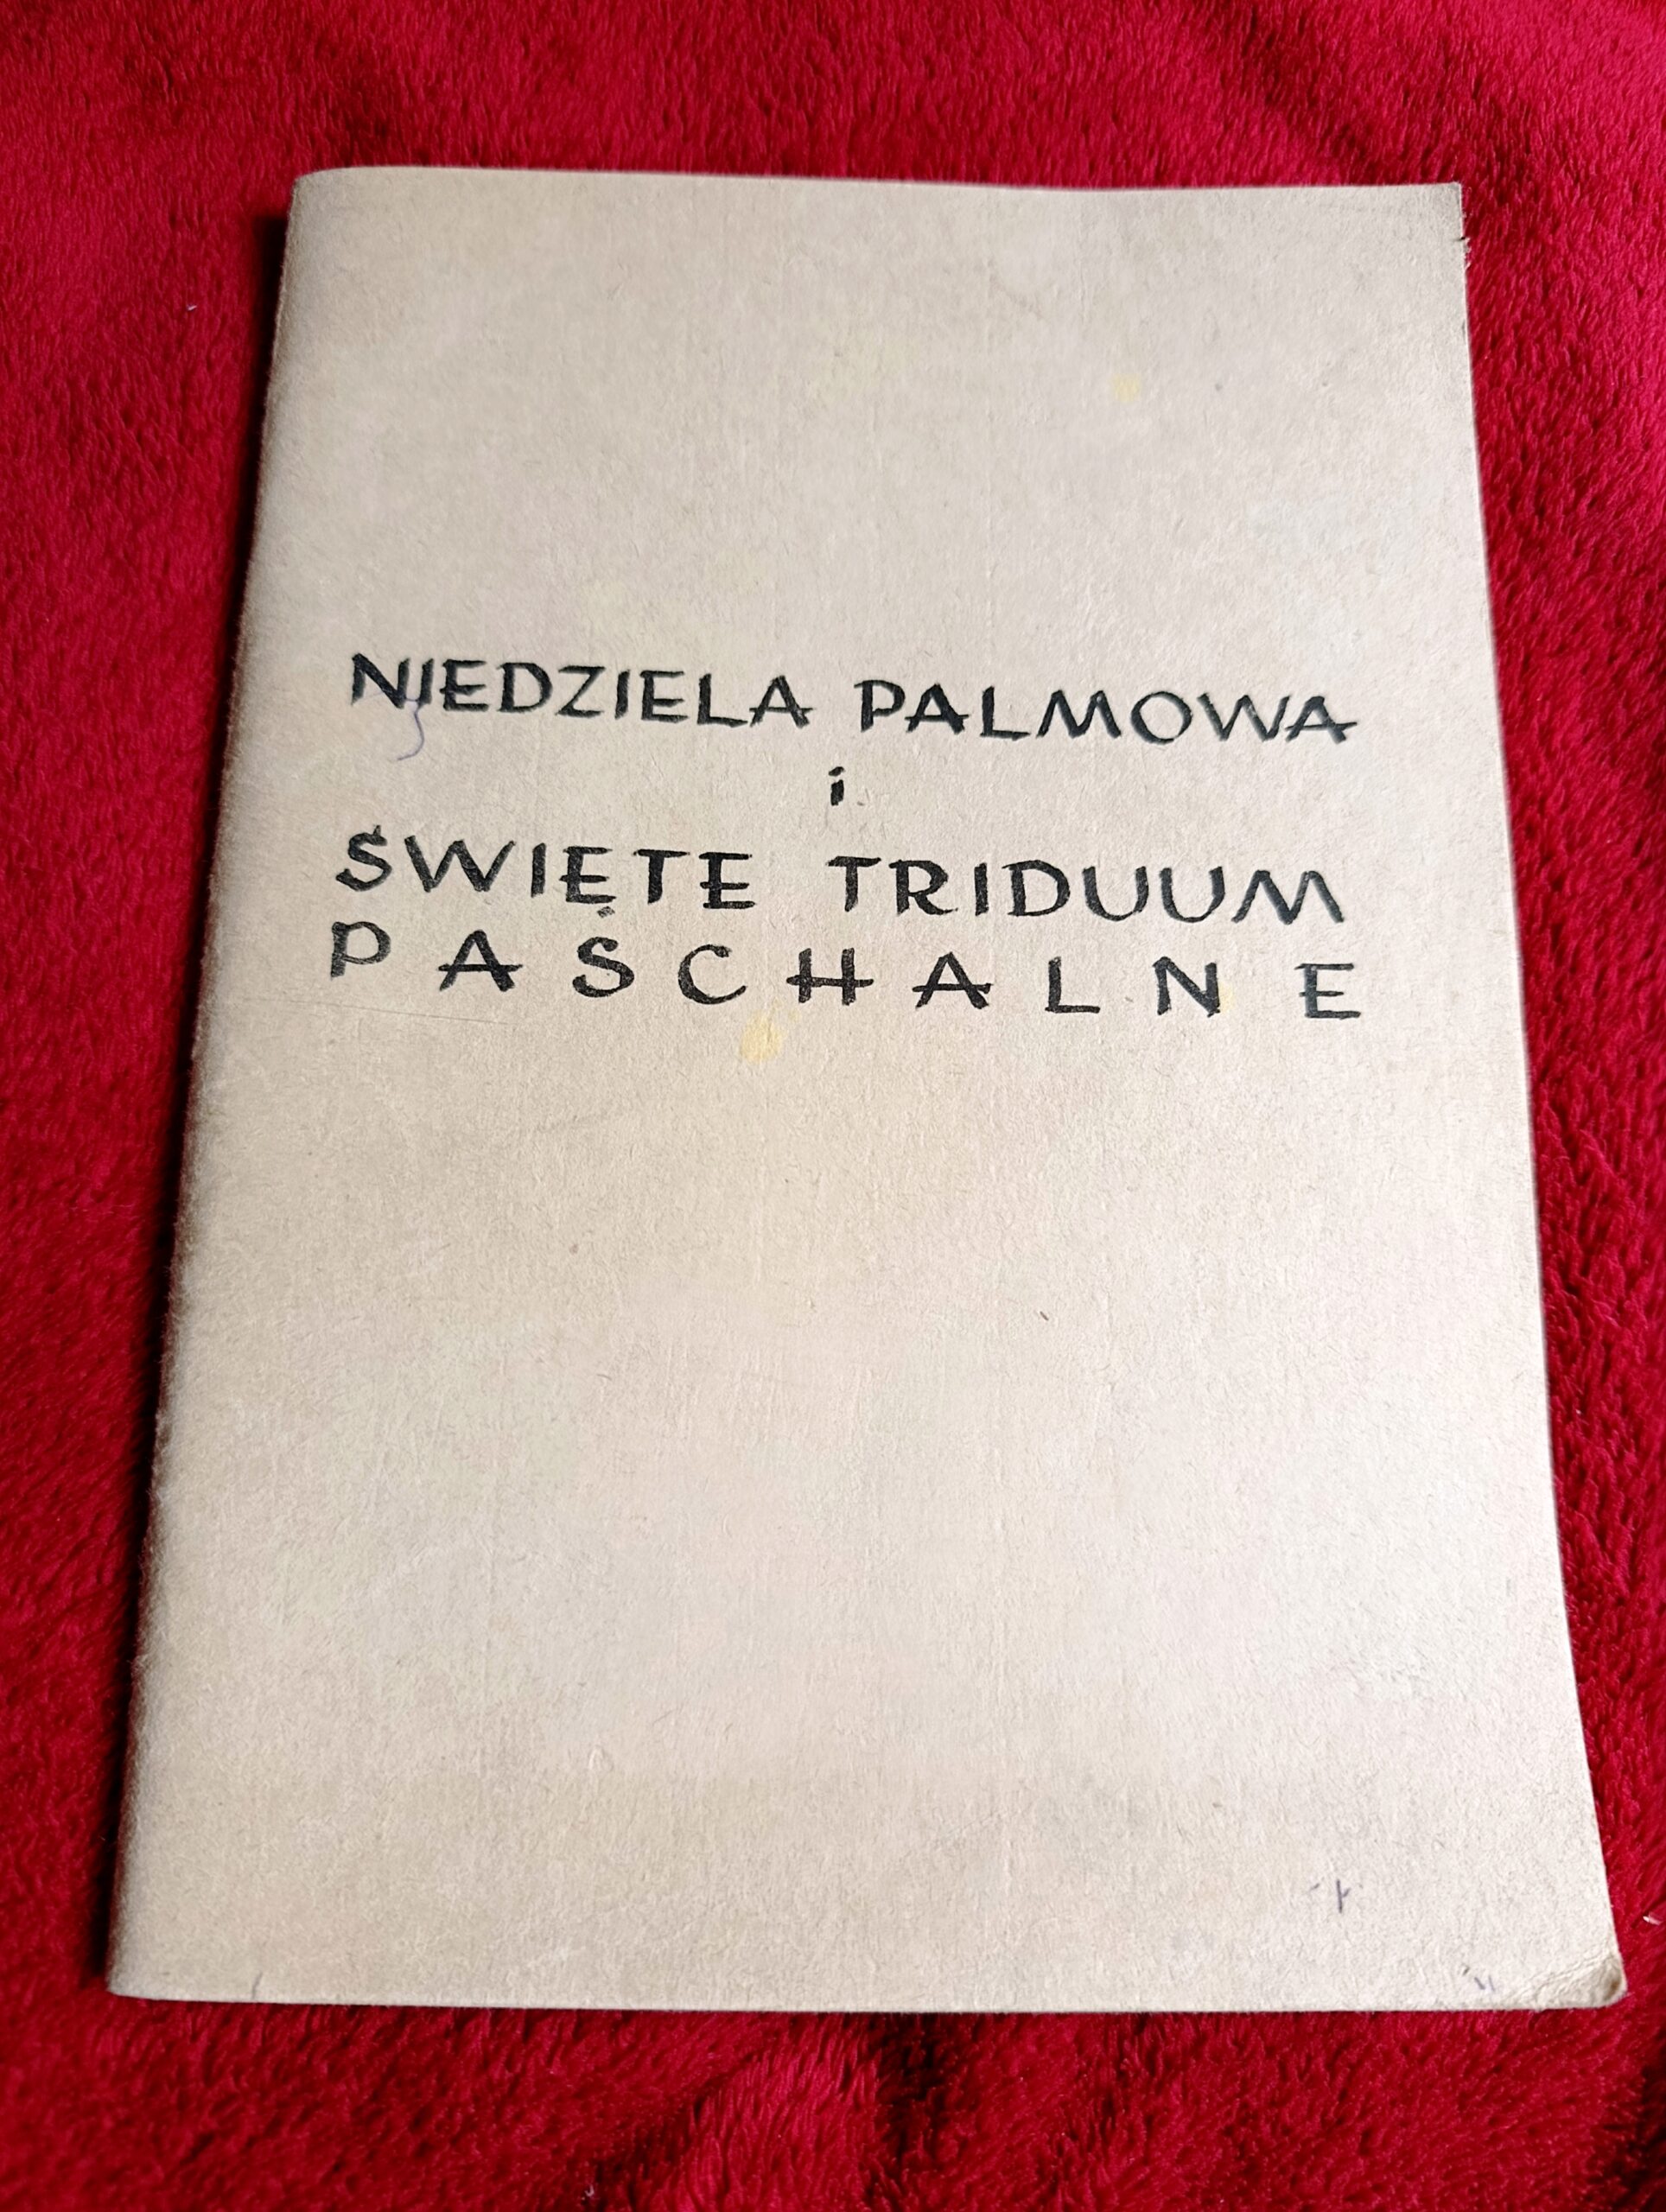 NIEDZIELA PALMOWA
i
ŚWIĘTE TRIDUUM
PASCHALNE